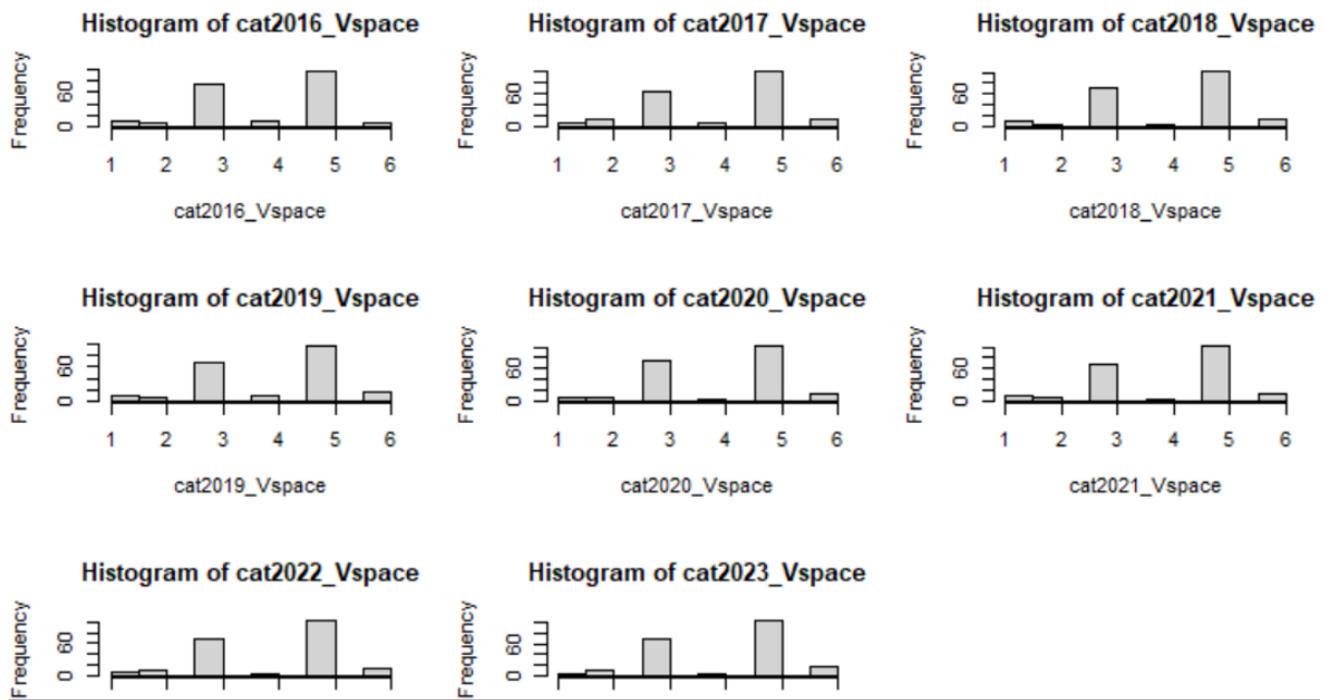 Histogram of cat2016_Vspace
Frequency
60
0
1 2 3 4 5 6
cat2016_Vspace
Histogram of cat2017_Vspace
Frequency
60
0
1 2 3 4 5 6
cat2017_Vspace
Histogram of cat2018_Vspace
Frequency
60
0
1 2 3 4 5 6
cat2018_Vspace
Histogram of cat2019_Vspace
Frequency
60
0
1 2 3 4 5 6
cat2019_Vspace
Histogram of cat2020_Vspace
Frequency
60
0
1 2 3 4 5 6
cat2020_Vspace
Histogram of cat2021_Vspace
Frequency
60
0
1 2 3 4 5 6
cat2021_Vspace
Histogram of cat2022_Vspace
Frequency
60
0
Histogram of cat2023_Vspace
Frequency
60
0